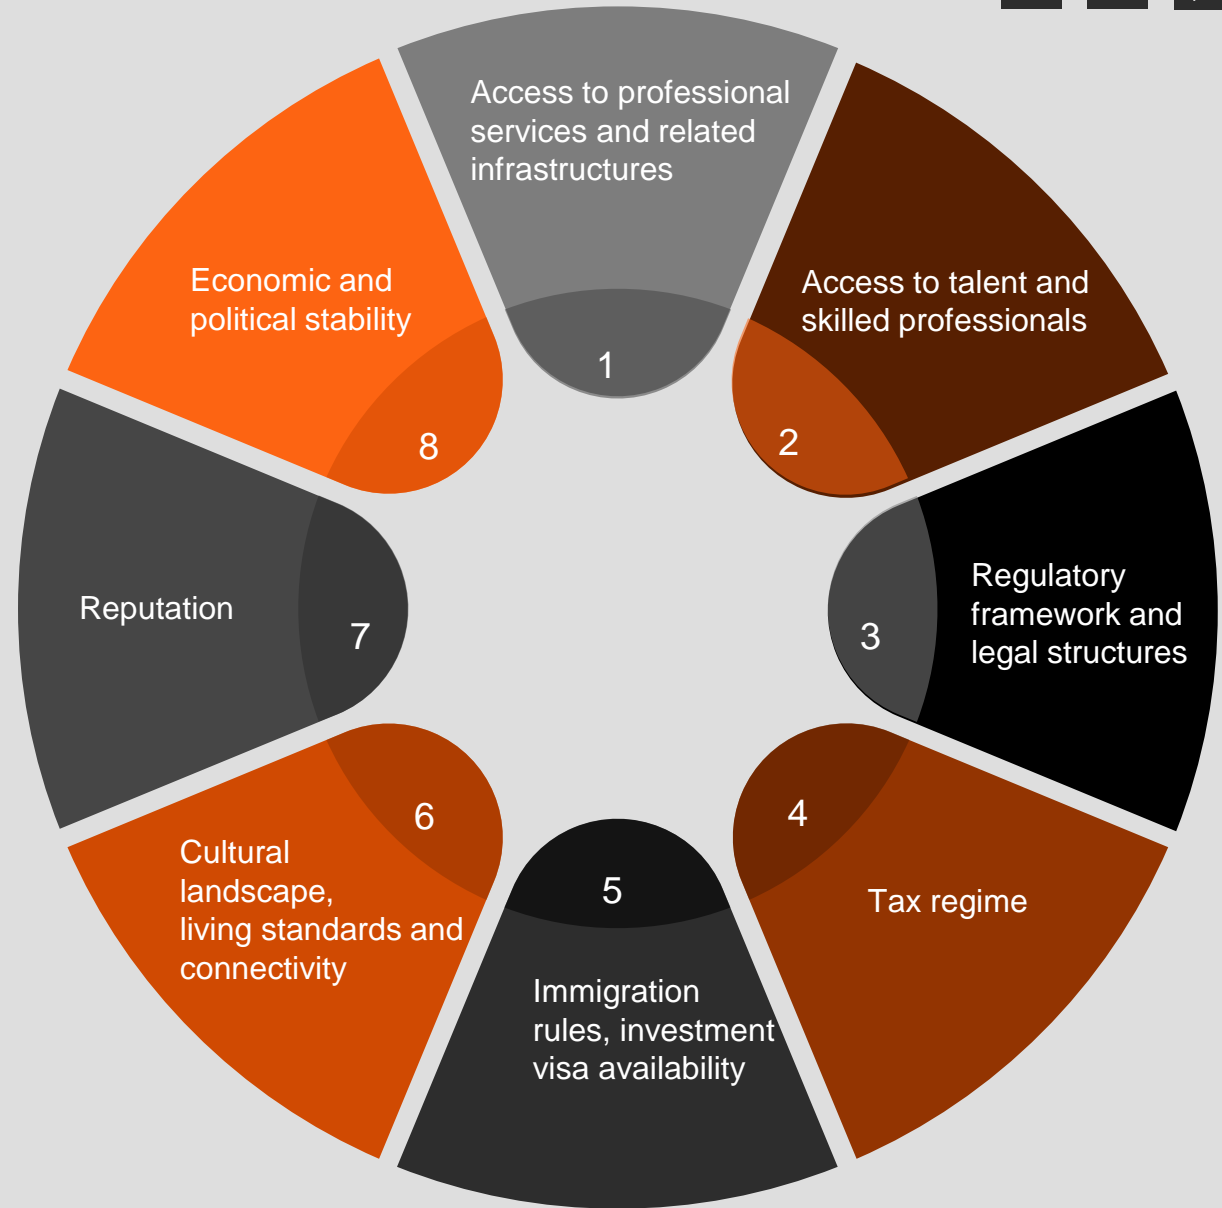 Access to professional
services and related
infrastructures
1
Access to talent and
skilled professionals
2
Regulatory
framework and
legal structures
3
Tax regime
4
Immigration
rules, investment
visa availability
5
Cultural
landscape,
living standards and
connectivity
6
Reputation
7
Economic and
political stability
8